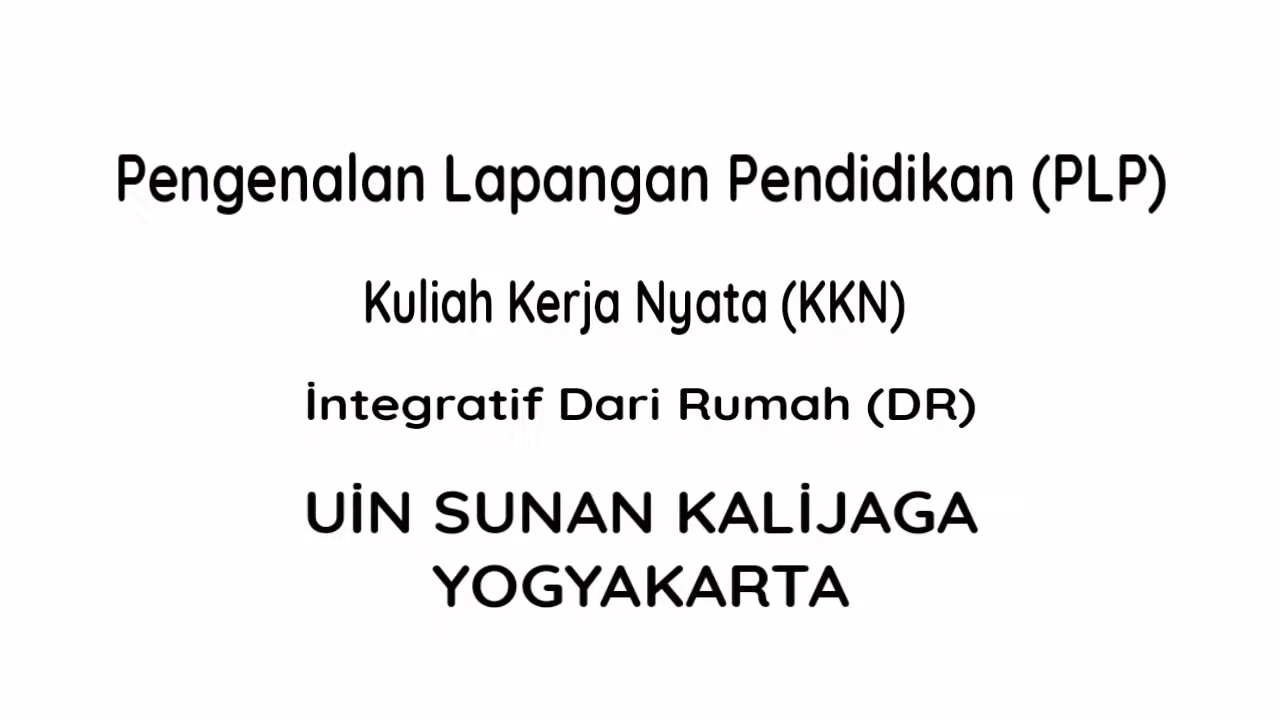 Pengenalan Lapangan Pendidikan (PLP)
Kuliah Kerja Nyata (KKN)
İntegratif Dari Rumah (DR)
UİN SUNAN KALİJAGA
YOGYAKARTA